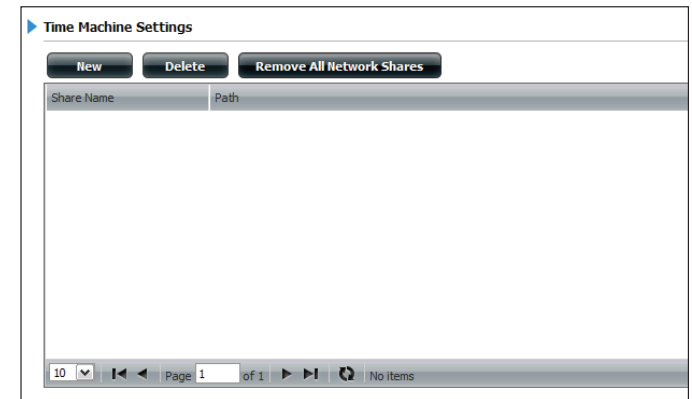 Time Machine Settings
New Delete Remove All Network Shares
Share Name Path
10 Page 1 of 1 No items